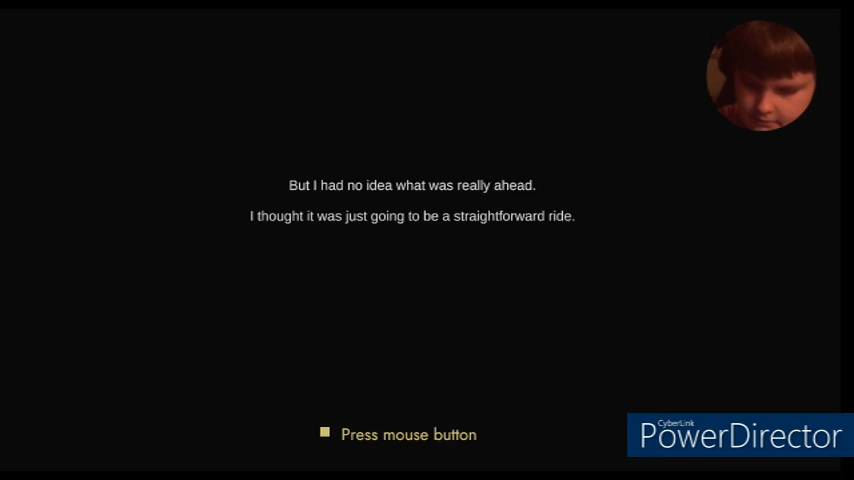 But I had no idea what was really ahead.
I thought it was just going to be a straightforward ride.
Press mouse button
CyberLink
PowerDirector